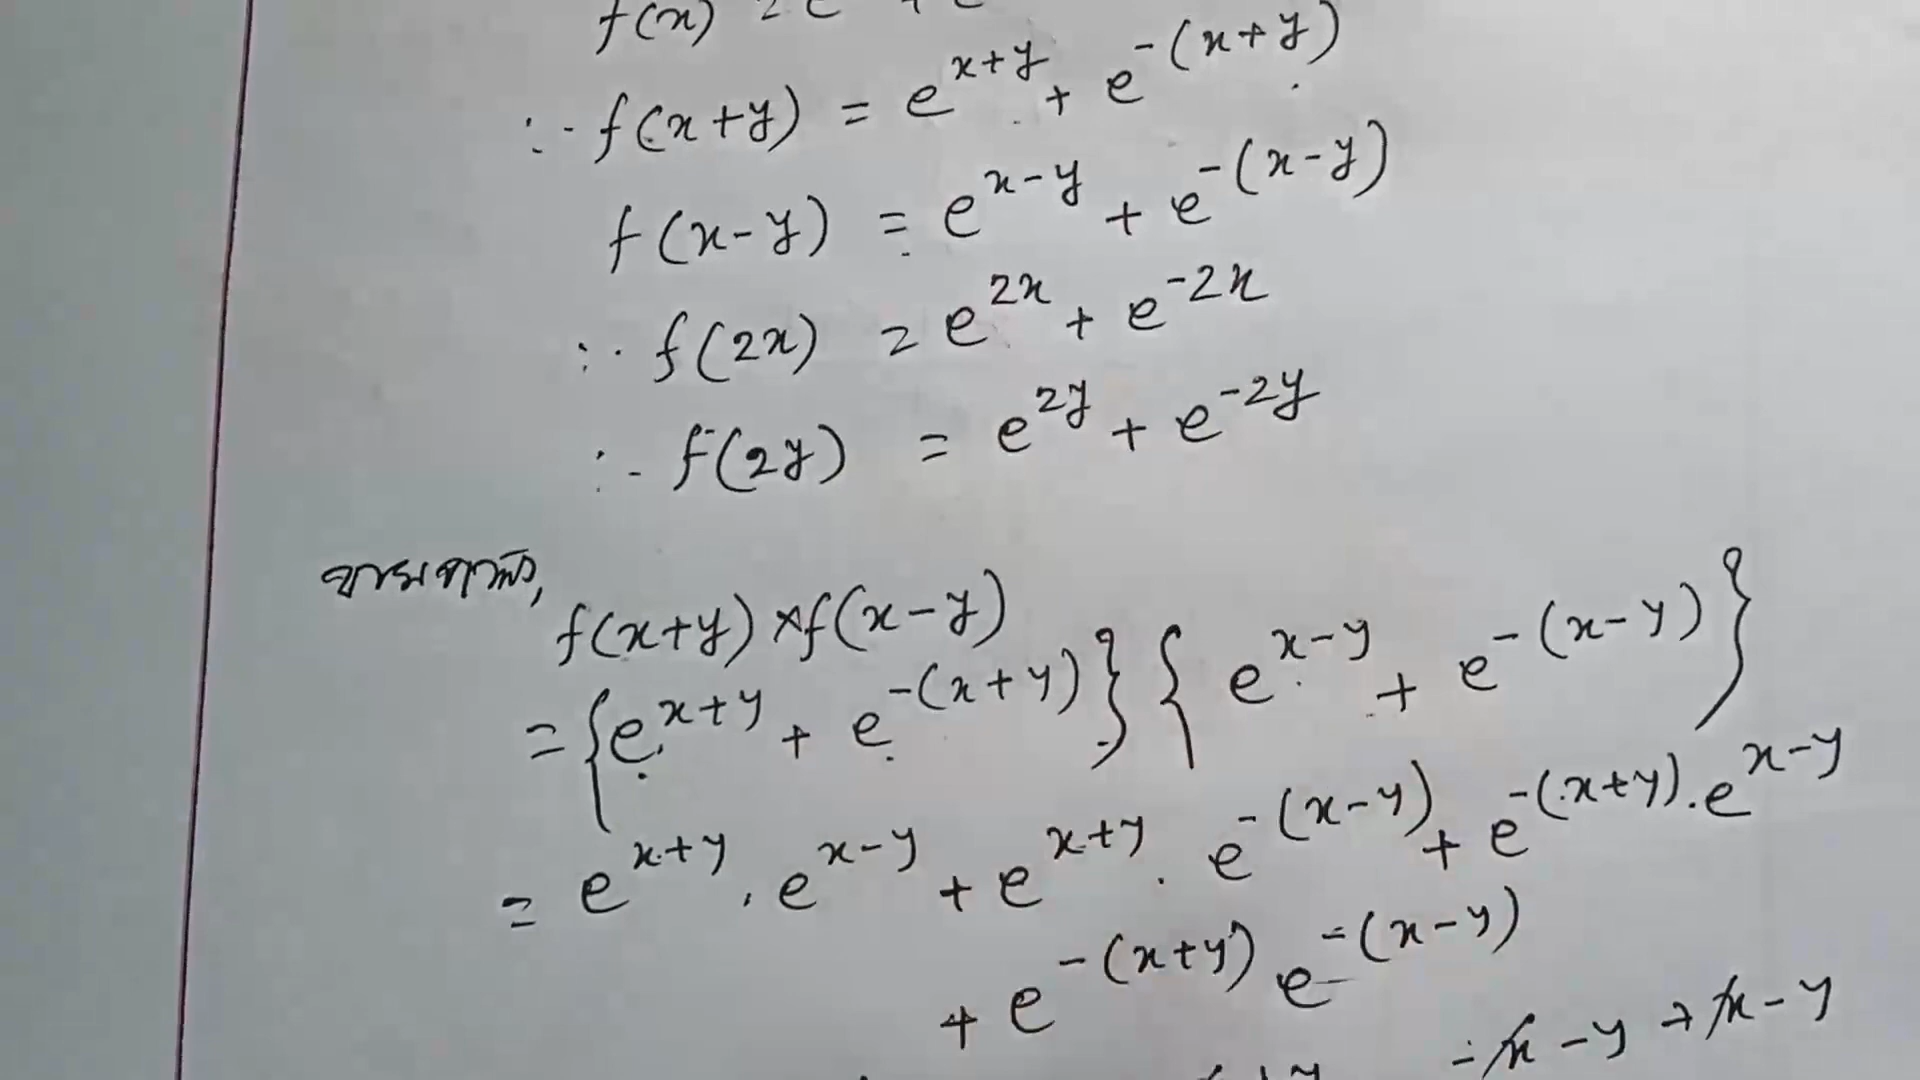 f(x) = e + e
∴ f(x+y) = e^{x+y} + e^{-(x+y)}
f(x-y) = e^{x-y} + e^{-(x-y)}
∴ f(2x) = e^{2x} + e^{-2x}
∴ f(2y) = e^{2y} + e^{-2y}
বামপক্ষ,
f(x+y) × f(x-y)
= {e^{x+y} + e^{-(x+y)}} {e^{x-y} + e^{-(x-y)}}
= e^{x+y} . e^{x-y} + e^{x+y} . e^{-(x-y)} + e^{-(x+y)} . e^{x-y}
+ e^{-(x+y)} e^{-(x-y)}
-x-y+x-y